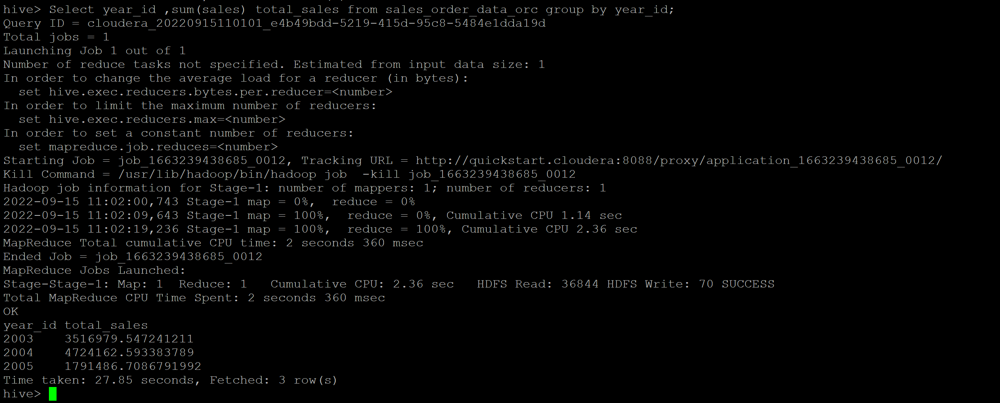 hive> Select year_id ,sum(sales) total_sales from sales_order_data_orc group by year_id;
Query ID = cloudera_20220915110101_e4b49bdd-5219-415d-95c8-5484e1dda19d
Total jobs = 1
Launching Job 1 out of 1
Number of reduce tasks not specified. Estimated from input data size: 1
In order to change the average load for a reducer (in bytes):
  set hive.exec.reducers.bytes.per.reducer=<number>
In order to limit the maximum number of reducers:
  set hive.exec.reducers.max=<number>
In order to set a constant number of reducers:
  set mapreduce.job.reduces=<number>
Starting Job = job_1663239438685_0012, Tracking URL = http://quickstart.cloudera:8088/proxy/application_1663239438685_0012/
Kill Command = /usr/lib/hadoop/bin/hadoop job  -kill job_1663239438685_0012
Hadoop job information for Stage-1: number of mappers: 1; number of reducers: 1
2022-09-15 11:02:00,743 Stage-1 map = 0%,  reduce = 0%
2022-09-15 11:02:09,643 Stage-1 map = 100%,  reduce = 0%, Cumulative CPU 1.14 sec
2022-09-15 11:02:19,236 Stage-1 map = 100%,  reduce = 100%, Cumulative CPU 2.36 sec
MapReduce Total cumulative CPU time: 2 seconds 360 msec
Ended Job = job_1663239438685_0012
MapReduce Jobs Launched:
Stage-Stage-1: Map: 1  Reduce: 1   Cumulative CPU: 2.36 sec   HDFS Read: 36844 HDFS Write: 70 SUCCESS
Total MapReduce CPU Time Spent: 2 seconds 360 msec
OK
year_id total_sales
2003    3516979.547241211
2004    4724162.593383789
2005    1791486.7086791992
Time taken: 27.85 seconds, Fetched: 3 row(s)
hive>